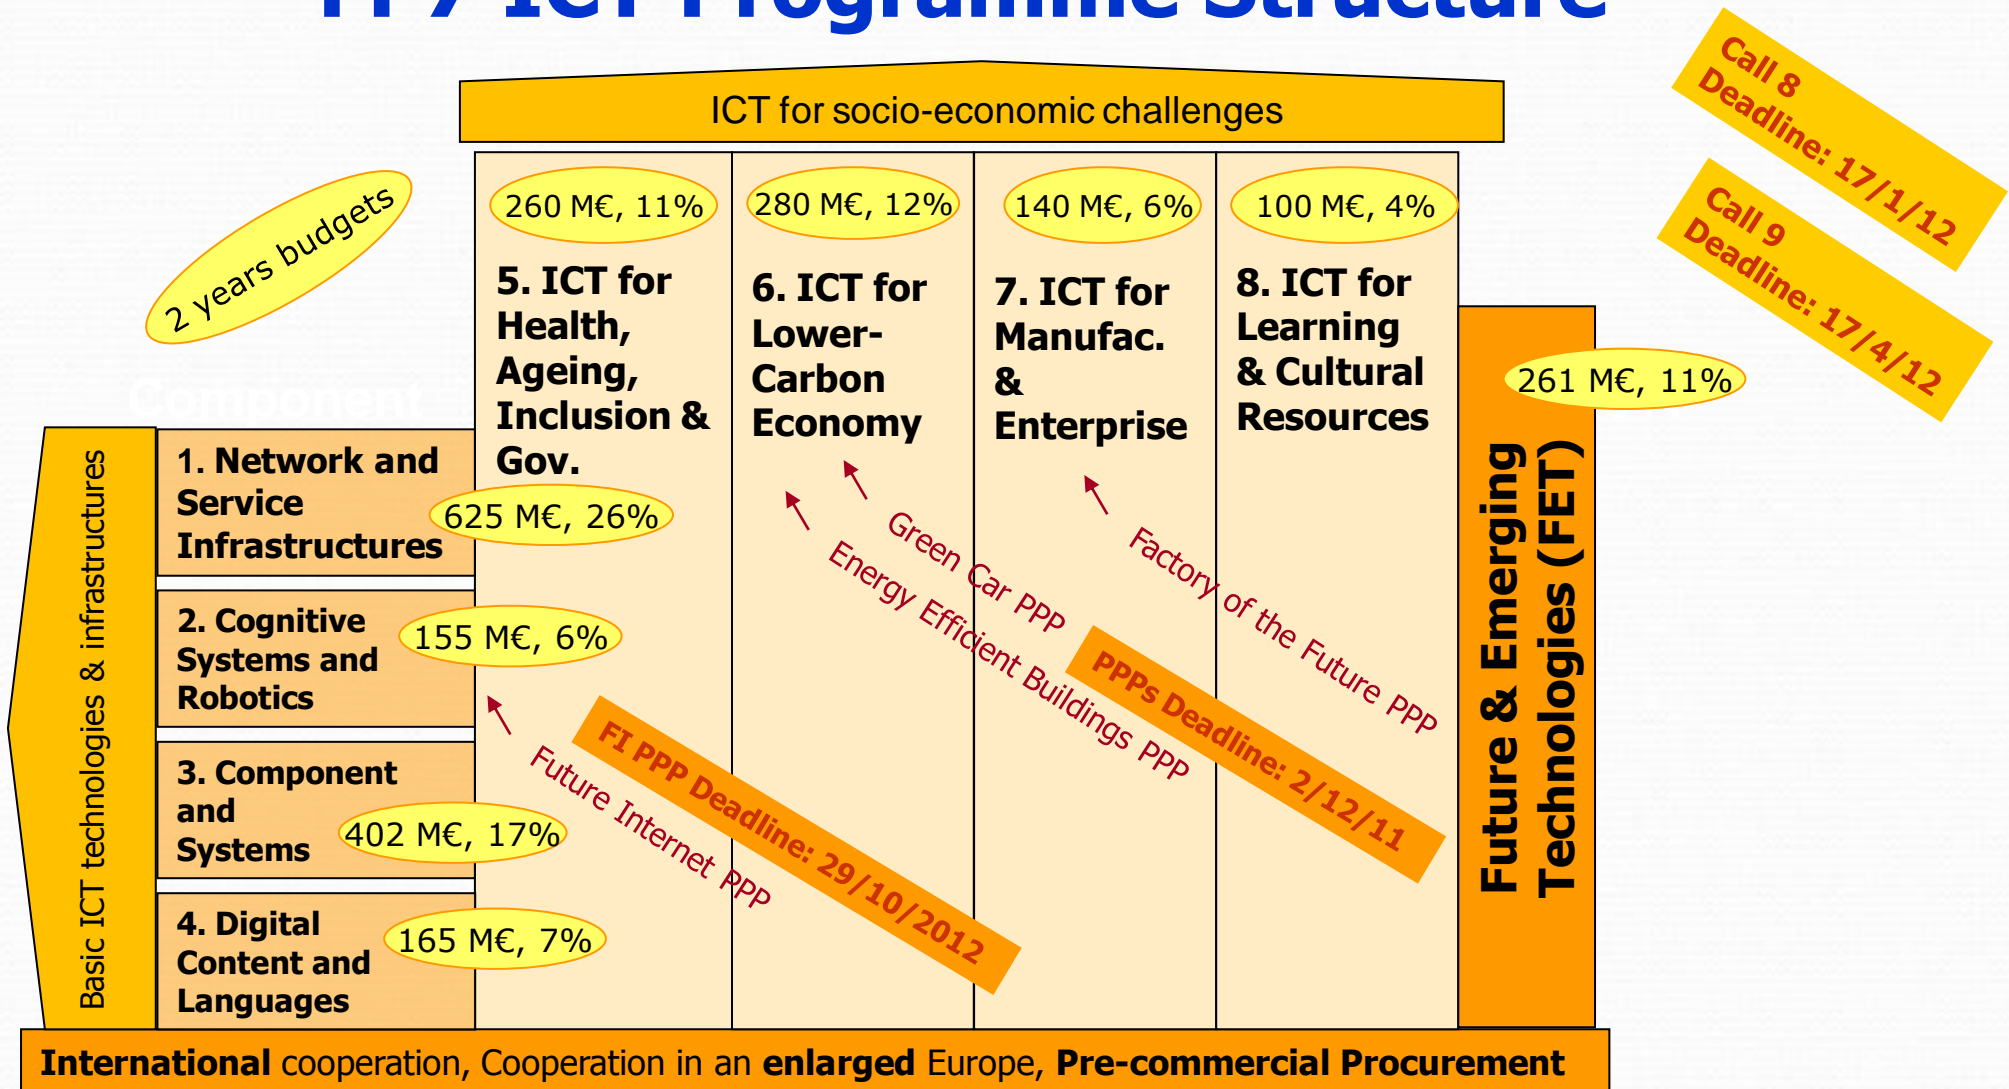 FP7 ICT Programme Structure
Call 8
Deadline: 17/1/12
ICT for socio-economic challenges
Call 9
Deadline: 17/4/12
2 years budgets
260 M€, 11%
280 M€, 12%
140 M€, 6%
100 M€, 4%
5. ICT for
Health,
Ageing,
Inclusion &
Gov.
6. ICT for
Lower-
Carbon
Economy
7. ICT for
Manufac.
&
Enterprise
8. ICT for
Learning
& Cultural
Resources
261 M€, 11%
Future & Emerging
Technologies (FET)
Component
Basic ICT technologies & infrastructures
1. Network and
Service
Infrastructures
625 M€, 26%
2. Cognitive
Systems and
Robotics
155 M€, 6%
3. Component
and
Systems
402 M€, 17%
4. Digital
Content and
Languages
165 M€, 7%
Green Car PPP
Energy Efficient Buildings PPP
Factory of the Future PPP
PPPs Deadline: 2/12/11
FI PPP Deadline: 29/10/2012
Future Internet PPP
International cooperation, Cooperation in an enlarged Europe, Pre-commercial Procurement